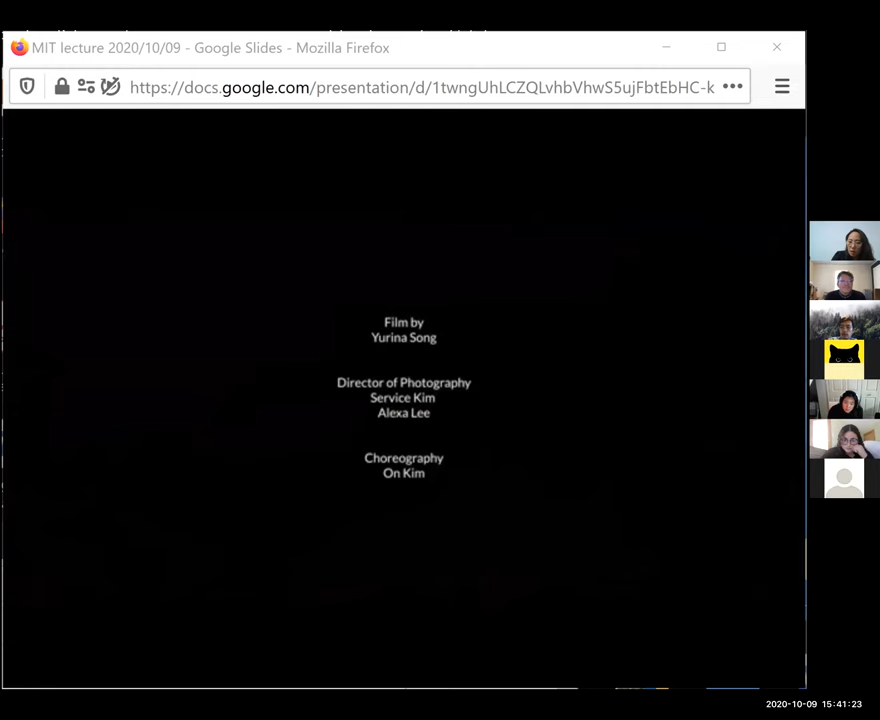 MIT lecture 2020/10/09 - Google Slides - Mozilla Firefox
https://docs.google.com/presentation/d/1twngUhLCZQLvhbVhwS5ujFbtEbHC-k
Film by
Yurina Song
Director of Photography
Service Kim
Alexa Lee
Choreography
On Kim
2020-10-09 15:41:23